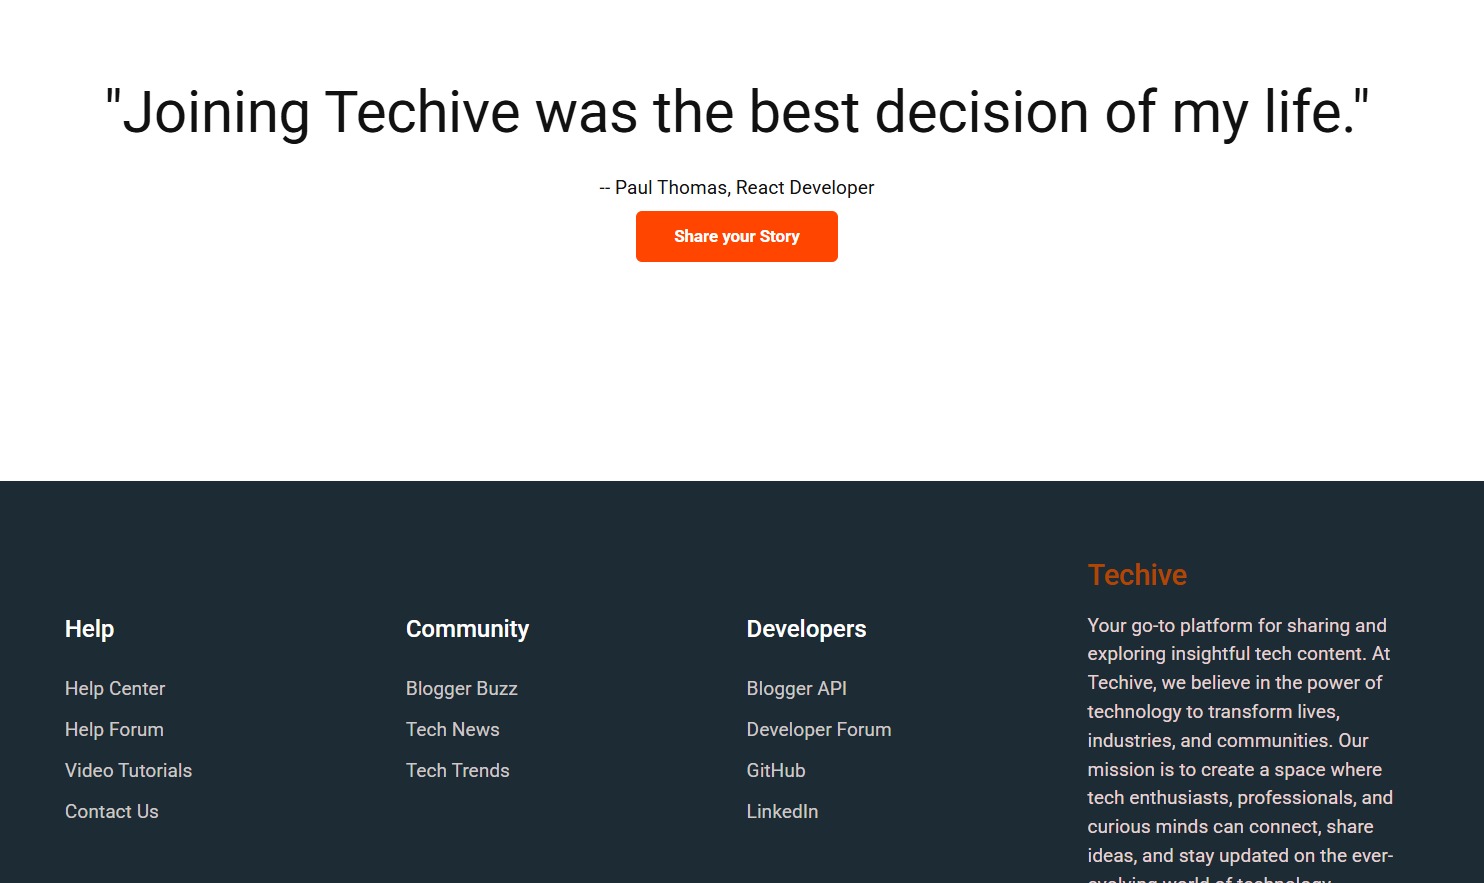 "Joining Techive was the best decision of my life."
-- Paul Thomas, React Developer
Share your Story
Help
Help Center
Help Forum
Video Tutorials
Contact Us
Community
Blogger Buzz
Tech News
Tech Trends
Developers
Blogger API
Developer Forum
GitHub
LinkedIn
Techive
Your go-to platform for sharing and
exploring insightful tech content. At
Techive, we believe in the power of
technology to transform lives,
industries, and communities. Our
mission is to create a space where
tech enthusiasts, professionals, and
curious minds can connect, share
ideas, and stay updated on the ever-
evolving world of technology.